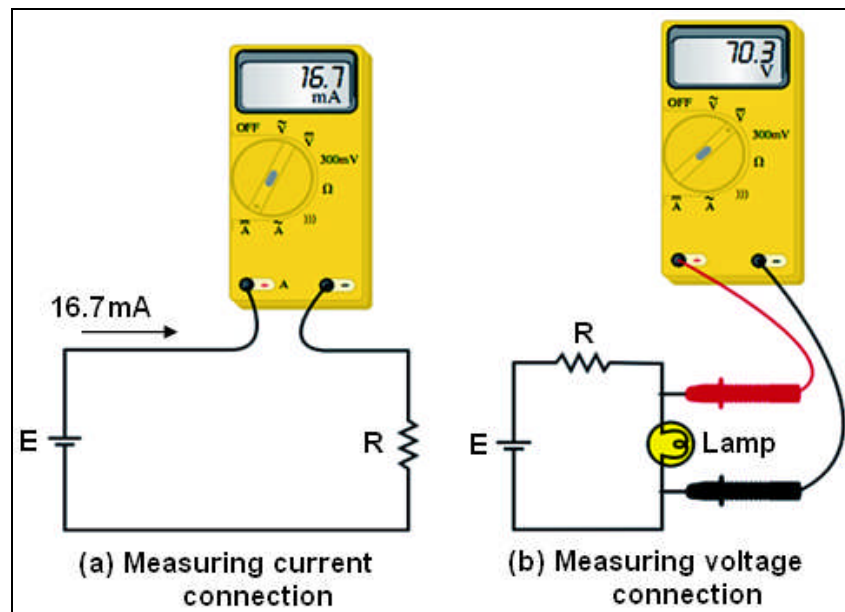 16.7
mA
OFF Ṽ V
300mV
Ω
)))
A Ã
- A -
16.7mA
E
R
(a) Measuring current
connection
70.3
V
OFF Ṽ V
300mV
Ω
)))
A Ã
- -
R
E
Lamp
(b) Measuring voltage
connection